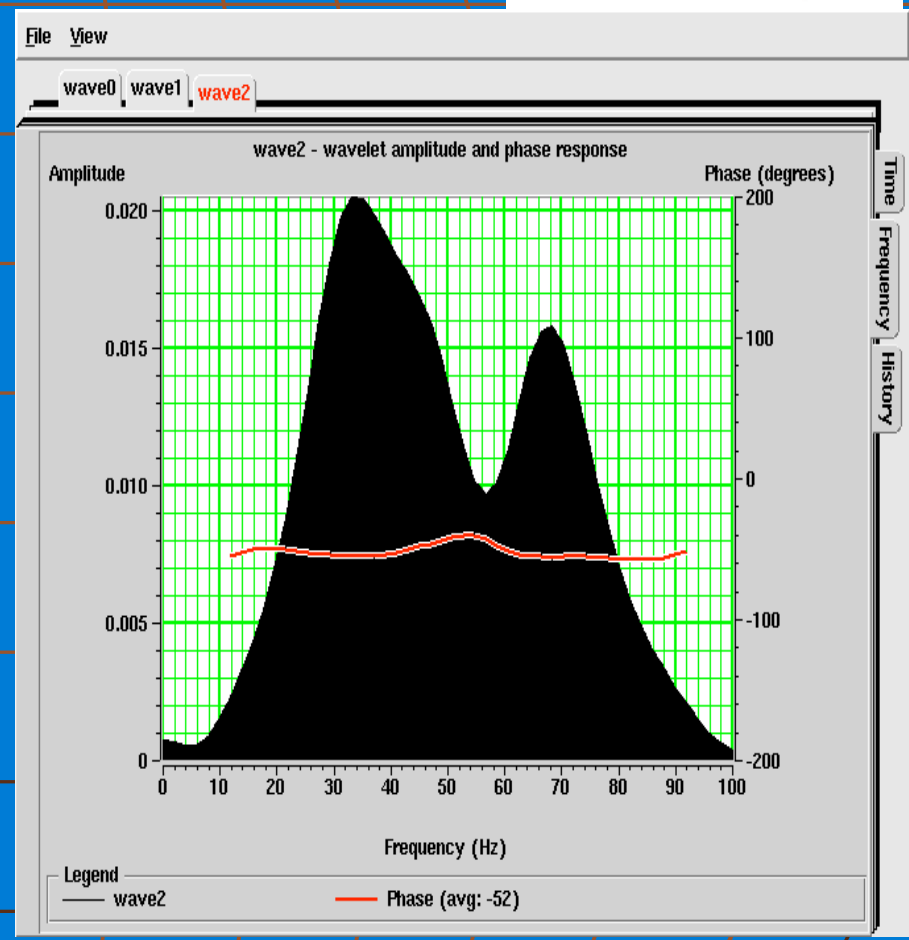 File View
wave0 wave1 wave2
wave2 - wavelet amplitude and phase response
Amplitude Phase (degrees)
0.020
0.015
0.010
0.005
0
200
100
0
-100
-200
0 10 20 30 40 50 60 70 80 90 100
Frequency (Hz)
Legend
wave2 Phase (avg: -52)
Time
Frequency
History